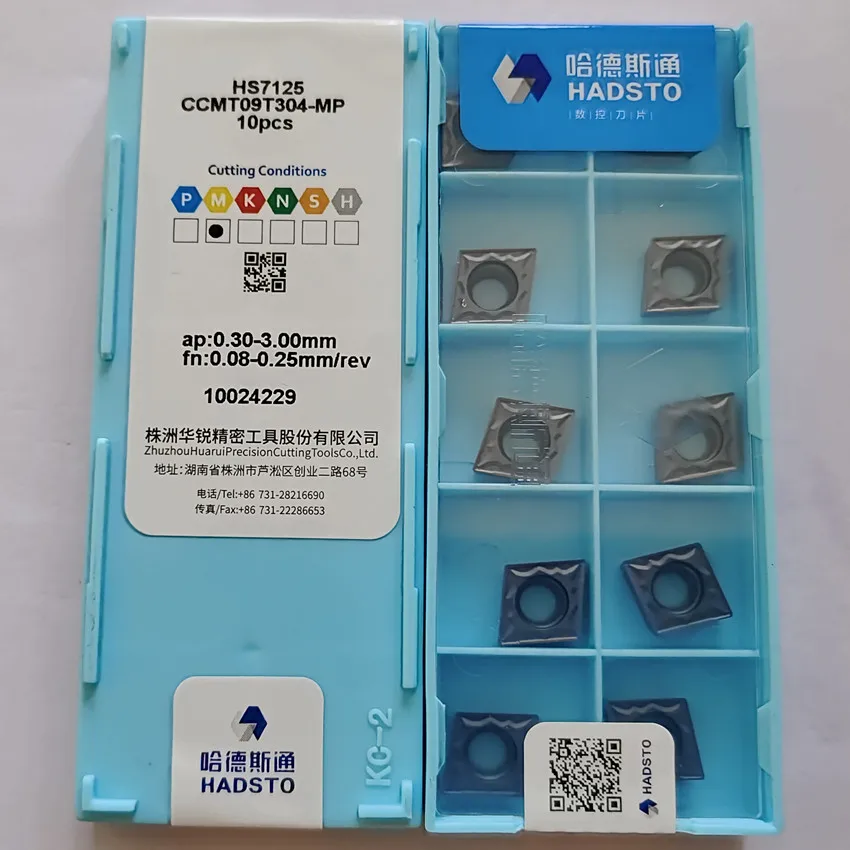 HS7125
CCMT09T304-MP
10pcs
Cutting Conditions
P M K N S H
ap:0.30-3.00mm
fn:0.08-0.25mm/rev
10024229
株洲华锐精密工具股份有限公司
ZhuzhouHuaruiPrecisionCuttingToolsCo.,Ltd.
地址:湖南省株洲市芦淞区创业二路68号
电话/Tel:+86 731-28216690
传真/Fax:+86 731-22286653
哈德斯通
HADSTO
KC-2
哈德斯通
HADSTO
数|控|刀|片
HADSTO